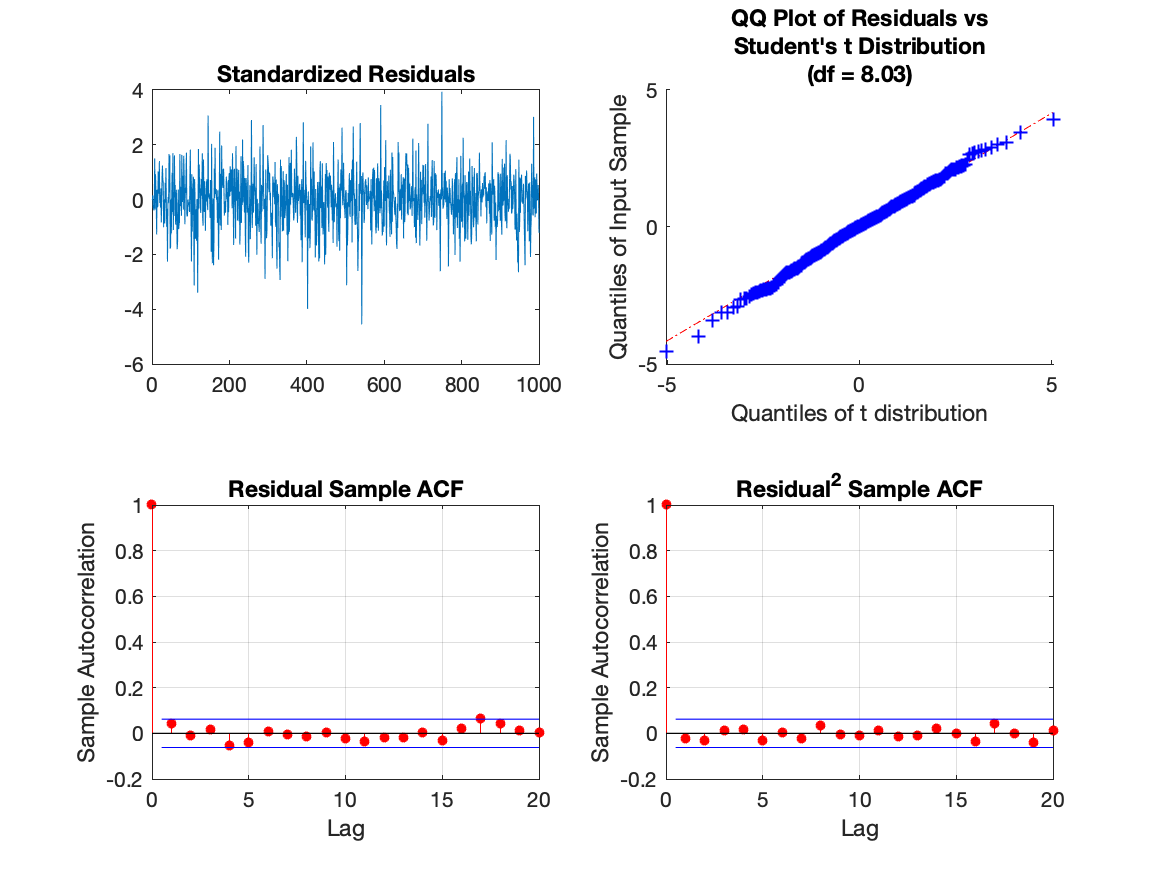 Standardized Residuals
4
2
0
-2
-4
-6
0 200 400 600 800 1000
QQ Plot of Residuals vs
Student's t Distribution
(df = 8.03)
Quantiles of Input Sample
5
0
-5
-5 0 5
Quantiles of t distribution
Residual Sample ACF
Sample Autocorrelation
1
0.8
0.6
0.4
0.2
0
-0.2
0 5 10 15 20
Lag
Residual² Sample ACF
Sample Autocorrelation
1
0.8
0.6
0.4
0.2
0
-0.2
0 5 10 15 20
Lag